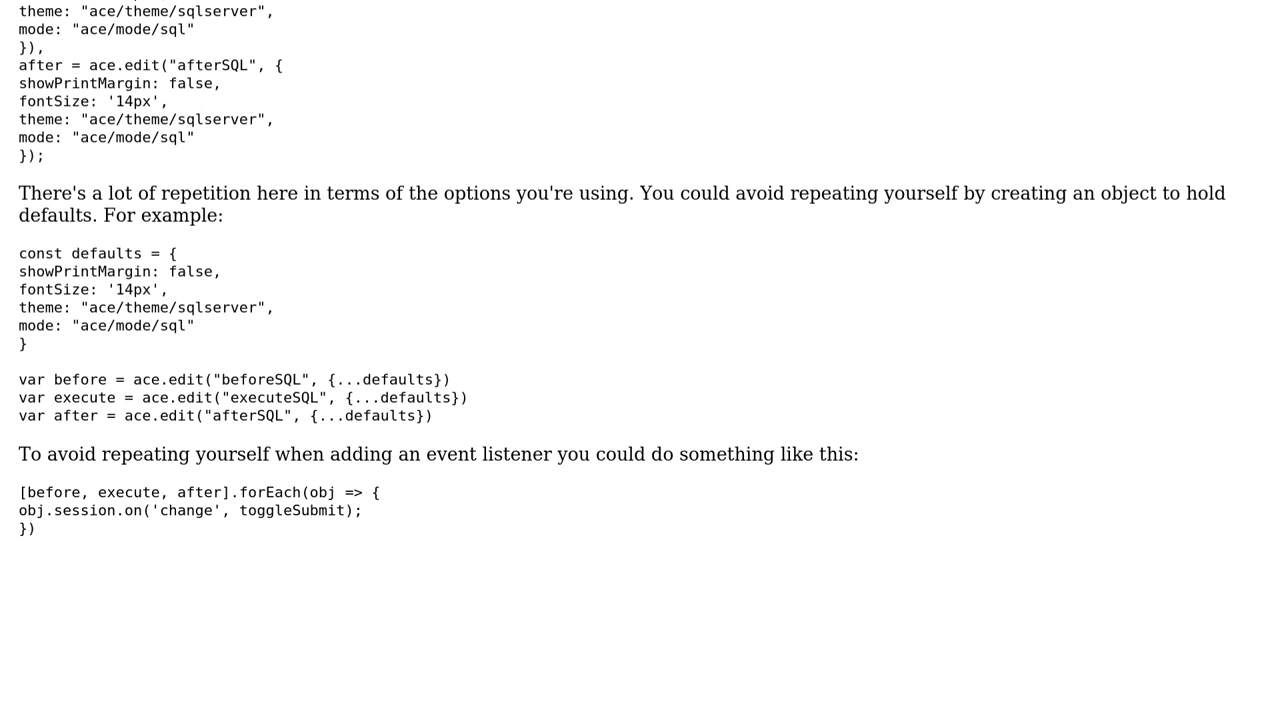 theme: "ace/theme/sqlserver",
mode: "ace/mode/sql"
}),
after = ace.edit("afterSQL", {
showPrintMargin: false,
fontSize: '14px',
theme: "ace/theme/sqlserver",
mode: "ace/mode/sql"
});
There's a lot of repetition here in terms of the options you're using. You could avoid repeating yourself by creating an object to hold
defaults. For example:
const defaults = {
showPrintMargin: false,
fontSize: '14px',
theme: "ace/theme/sqlserver",
mode: "ace/mode/sql"
}
var before = ace.edit("beforeSQL", {...defaults})
var execute = ace.edit("executeSQL", {...defaults})
var after = ace.edit("afterSQL", {...defaults})
To avoid repeating yourself when adding an event listener you could do something like this:
[before, execute, after].forEach(obj => {
obj.session.on('change', toggleSubmit);
})